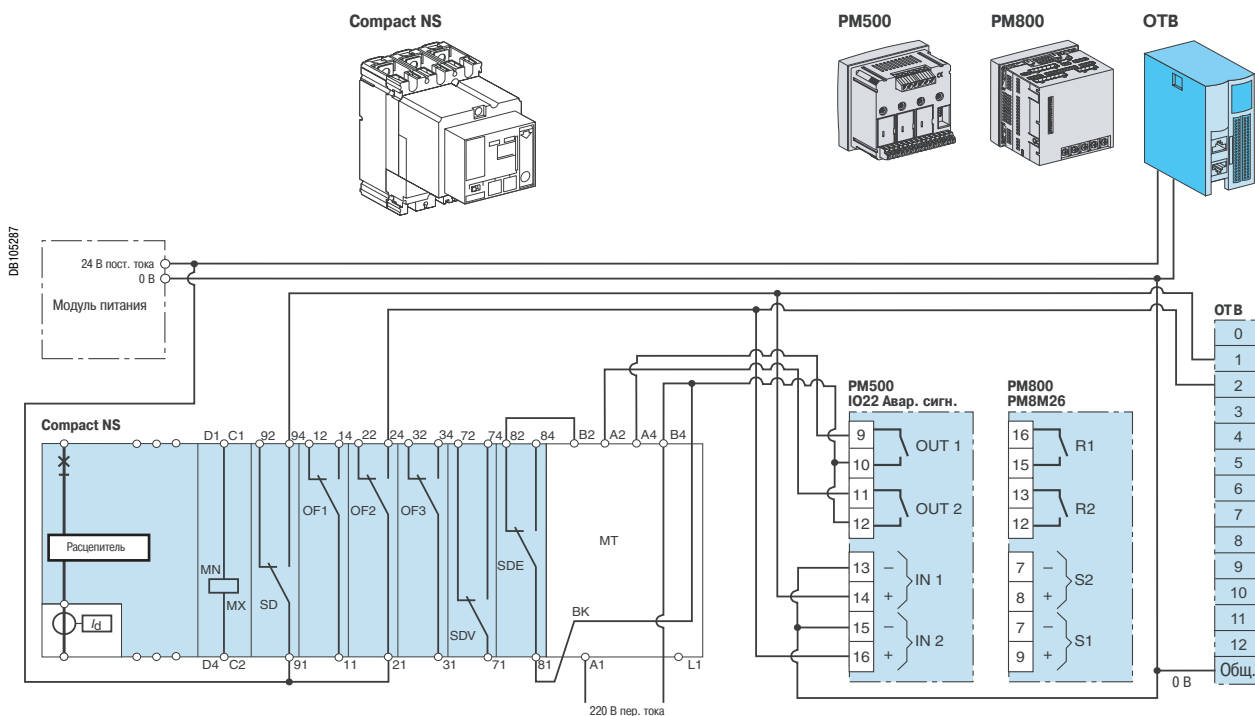 Compact NS
PM500
PM800
OTB
DB105287
24 В пост. тока
0 В
Модуль питания
OTB
0
1
2
3
4
5
6
7
8
9
10
11
12
Общ.
0 В
Compact NS
D1 C1 92 94 12 14 22 24 32 34 72 74 82 84 B2 A2 A4 B4
Расцепитель
Id
MN
MX
SD
OF1
OF2
OF3
SDV
SDE
MT
BK
D4 C2 91 11 21 31 71 81 A1 L1
220 В пер. тока
PM500
IO22 Авар. сигн.
9
10
OUT 1
11
12
OUT 2
13 –
14 +
IN 1
15 –
16 +
IN 2
PM800
PM8M26
16
15
R1
13
12
R2
7 –
8 +
S2
7 –
9 +
S1